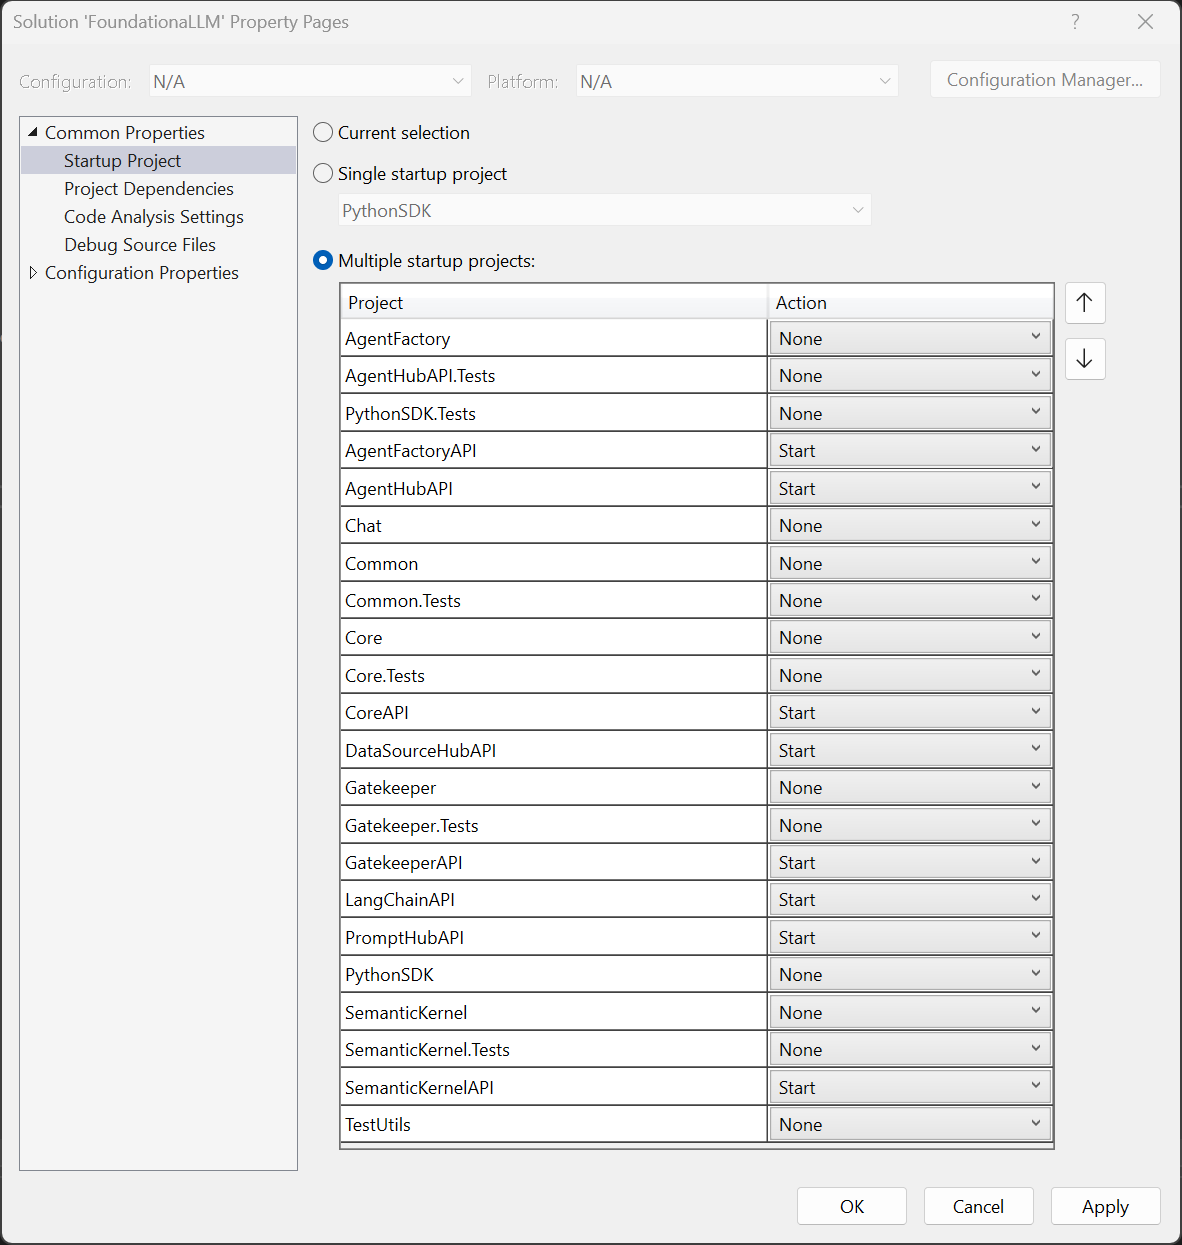 Solution 'FoundationaLLM' Property Pages
Configuration: N/A Platform: N/A Configuration Manager...
Common Properties
Startup Project
Project Dependencies
Code Analysis Settings
Debug Source Files
Configuration Properties
Current selection
Single startup project
PythonSDK
Multiple startup projects:
Project Action
AgentFactory None
AgentHubAPI.Tests None
PythonSDK.Tests None
AgentFactoryAPI Start
AgentHubAPI Start
Chat None
Common None
Common.Tests None
Core None
Core.Tests None
CoreAPI Start
DataSourceHubAPI Start
Gatekeeper None
Gatekeeper.Tests None
GatekeeperAPI Start
LangChainAPI Start
PromptHubAPI Start
PythonSDK None
SemanticKernel None
SemanticKernel.Tests None
SemanticKernelAPI Start
TestUtils None
OK Cancel Apply